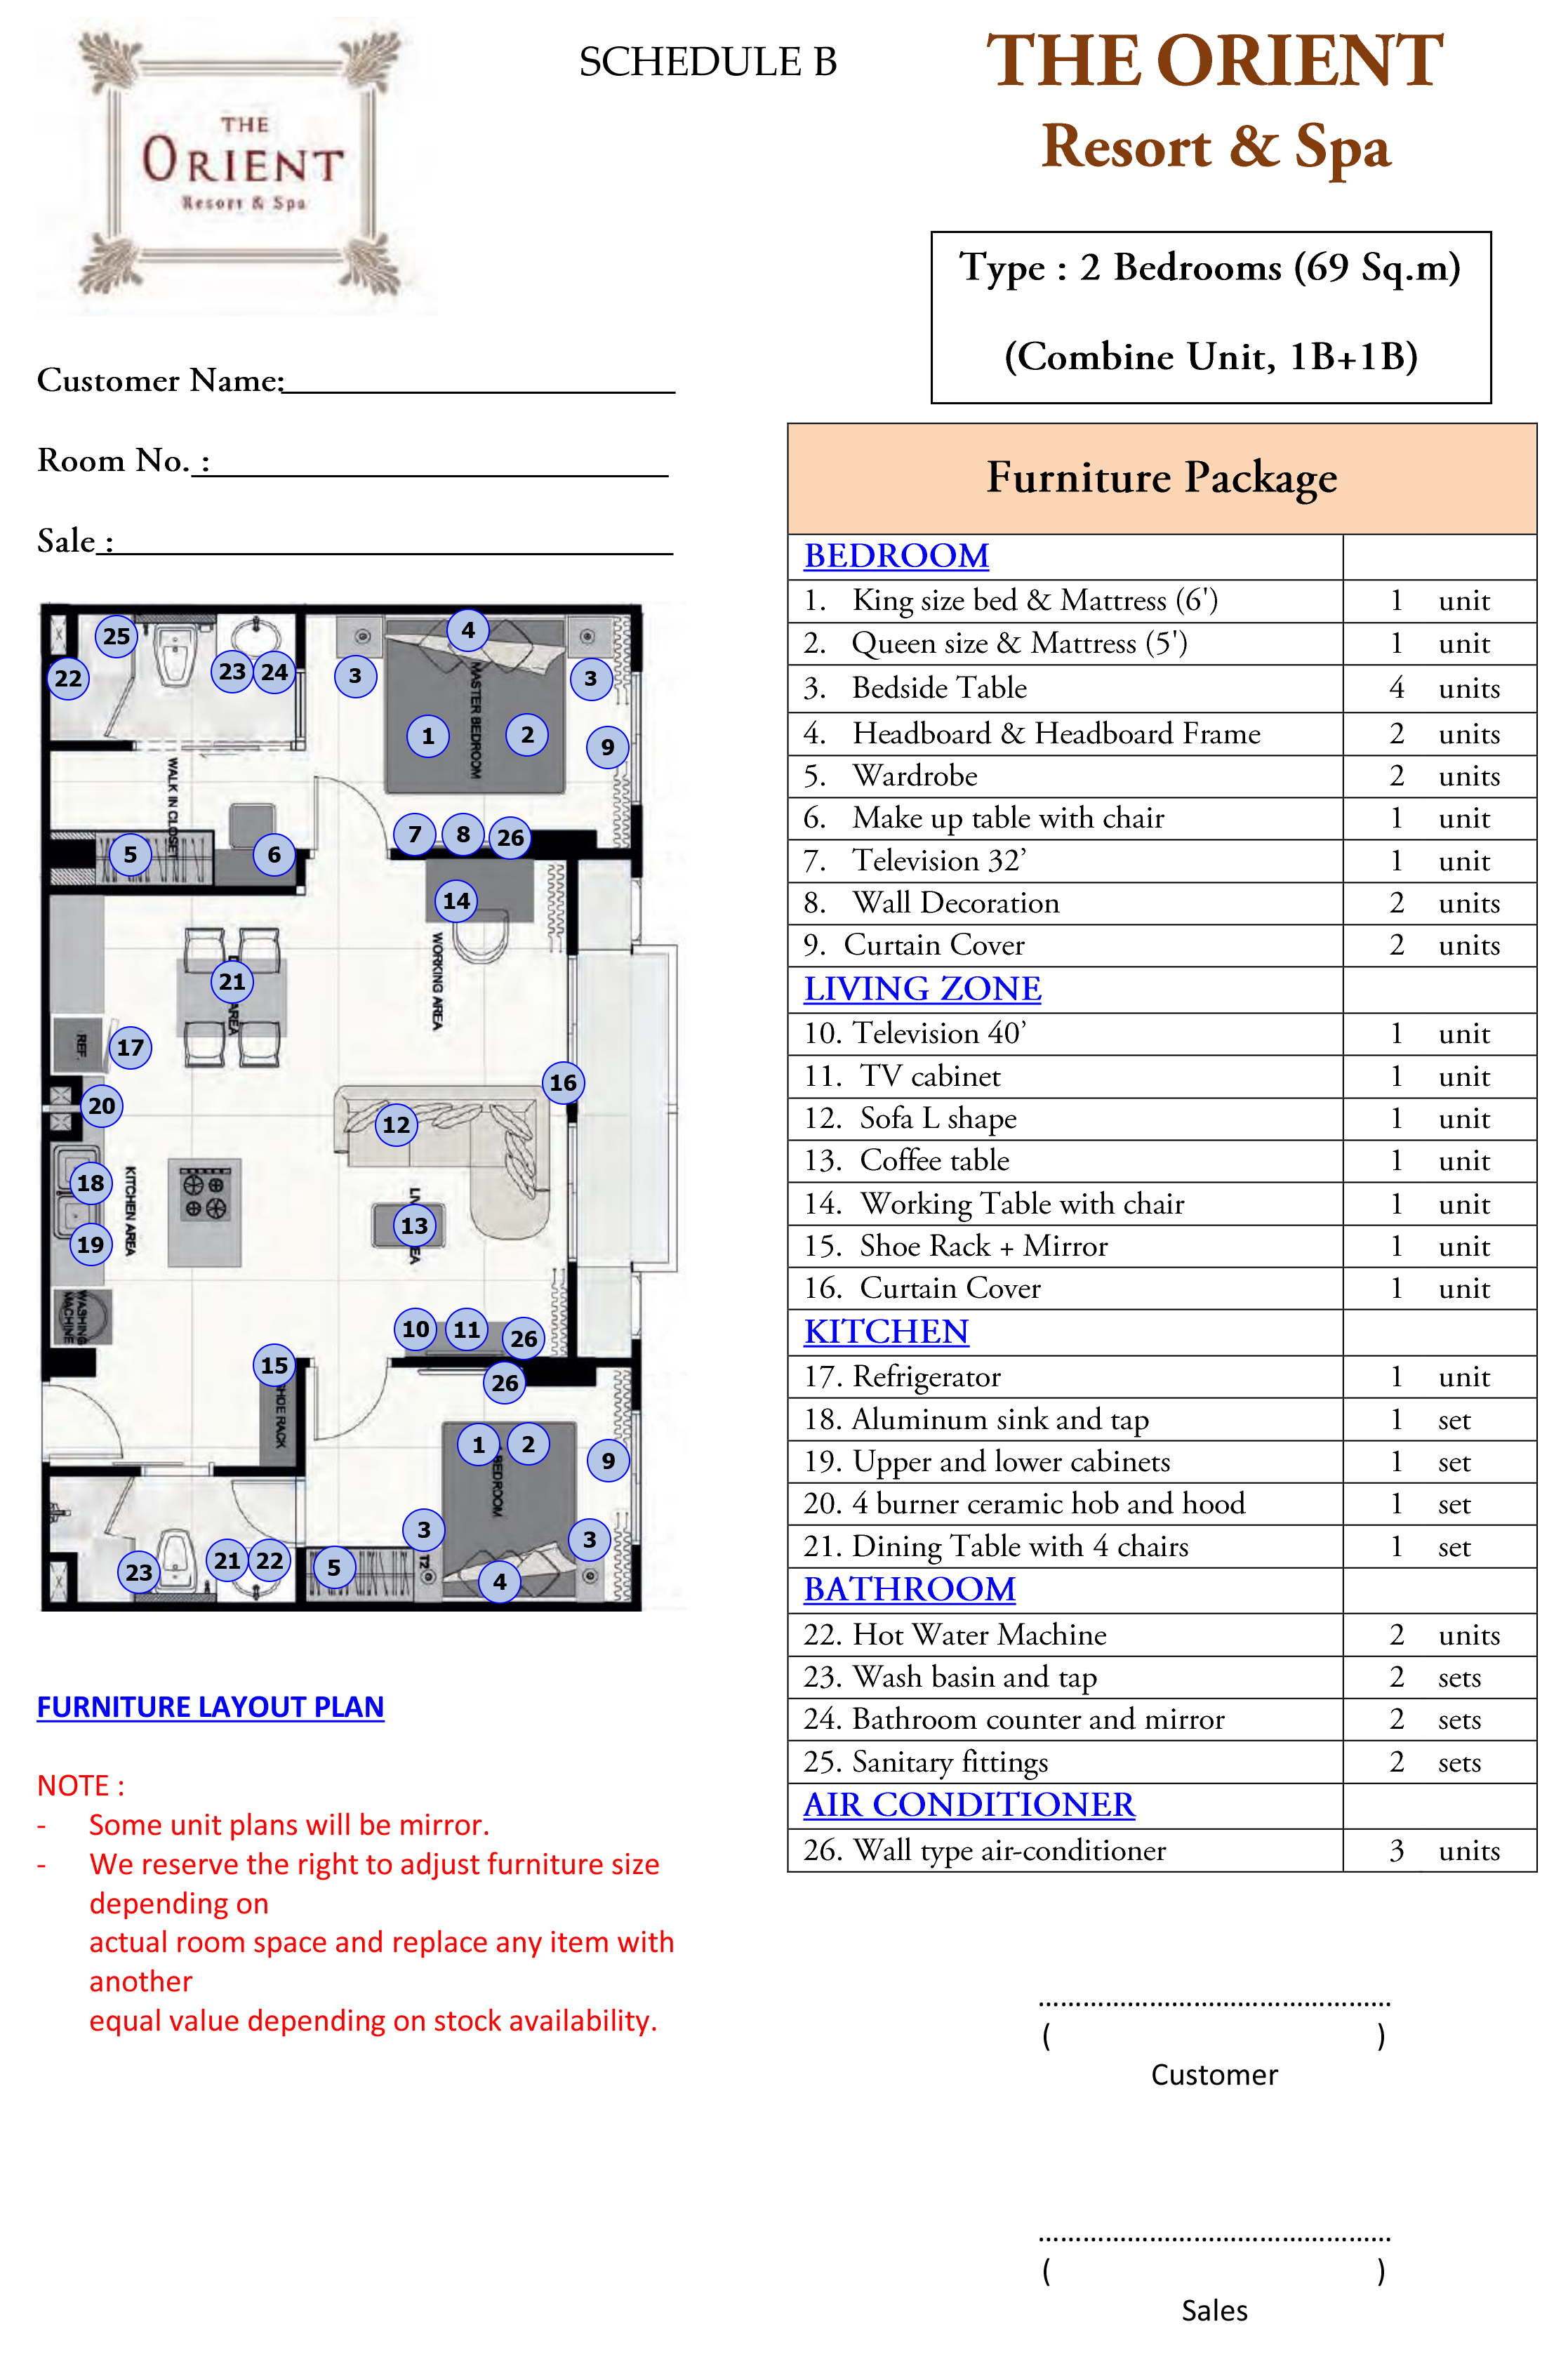 THE
ORIENT
Resort & Spa
SCHEDULE B
THE ORIENT
Resort & Spa
Type : 2 Bedrooms (69 Sq.m)
(Combine Unit, 1B+1B)
Customer Name:
Room No. :
Sale :
25
22
23
24
3
4
3
MASTER BEDROOM
1
2
9
WALK IN CLOSET
5
6
7
8
26
14
WORKING AREA
21
AREA
REF.
17
16
20
12
18
KITCHEN AREA
19
13
WASHING
MACHINE
10
11
26
15
SHOE RACK
26
1
2
BEDROOM
9
3
3
23
21
22
5
T2
4
FURNITURE LAYOUT PLAN
NOTE :
- Some unit plans will be mirror.
- We reserve the right to adjust furniture size
depending on
actual room space and replace any item with
another
equal value depending on stock availability.
Furniture Package
BEDROOM
1. King size bed & Mattress (6') 1 unit
2. Queen size & Mattress (5') 1 unit
3. Bedside Table 4 units
4. Headboard & Headboard Frame 2 units
5. Wardrobe 2 units
6. Make up table with chair 1 unit
7. Television 32’ 1 unit
8. Wall Decoration 2 units
9. Curtain Cover 2 units
LIVING ZONE
10. Television 40’ 1 unit
11. TV cabinet 1 unit
12. Sofa L shape 1 unit
13. Coffee table 1 unit
14. Working Table with chair 1 unit
15. Shoe Rack + Mirror 1 unit
16. Curtain Cover 1 unit
KITCHEN
17. Refrigerator 1 unit
18. Aluminum sink and tap 1 set
19. Upper and lower cabinets 1 set
20. 4 burner ceramic hob and hood 1 set
21. Dining Table with 4 chairs 1 set
BATHROOM
22. Hot Water Machine 2 units
23. Wash basin and tap 2 sets
24. Bathroom counter and mirror 2 sets
25. Sanitary fittings 2 sets
AIR CONDITIONER
26. Wall type air-conditioner 3 units
................................................
( )
Customer
................................................
( )
Sales